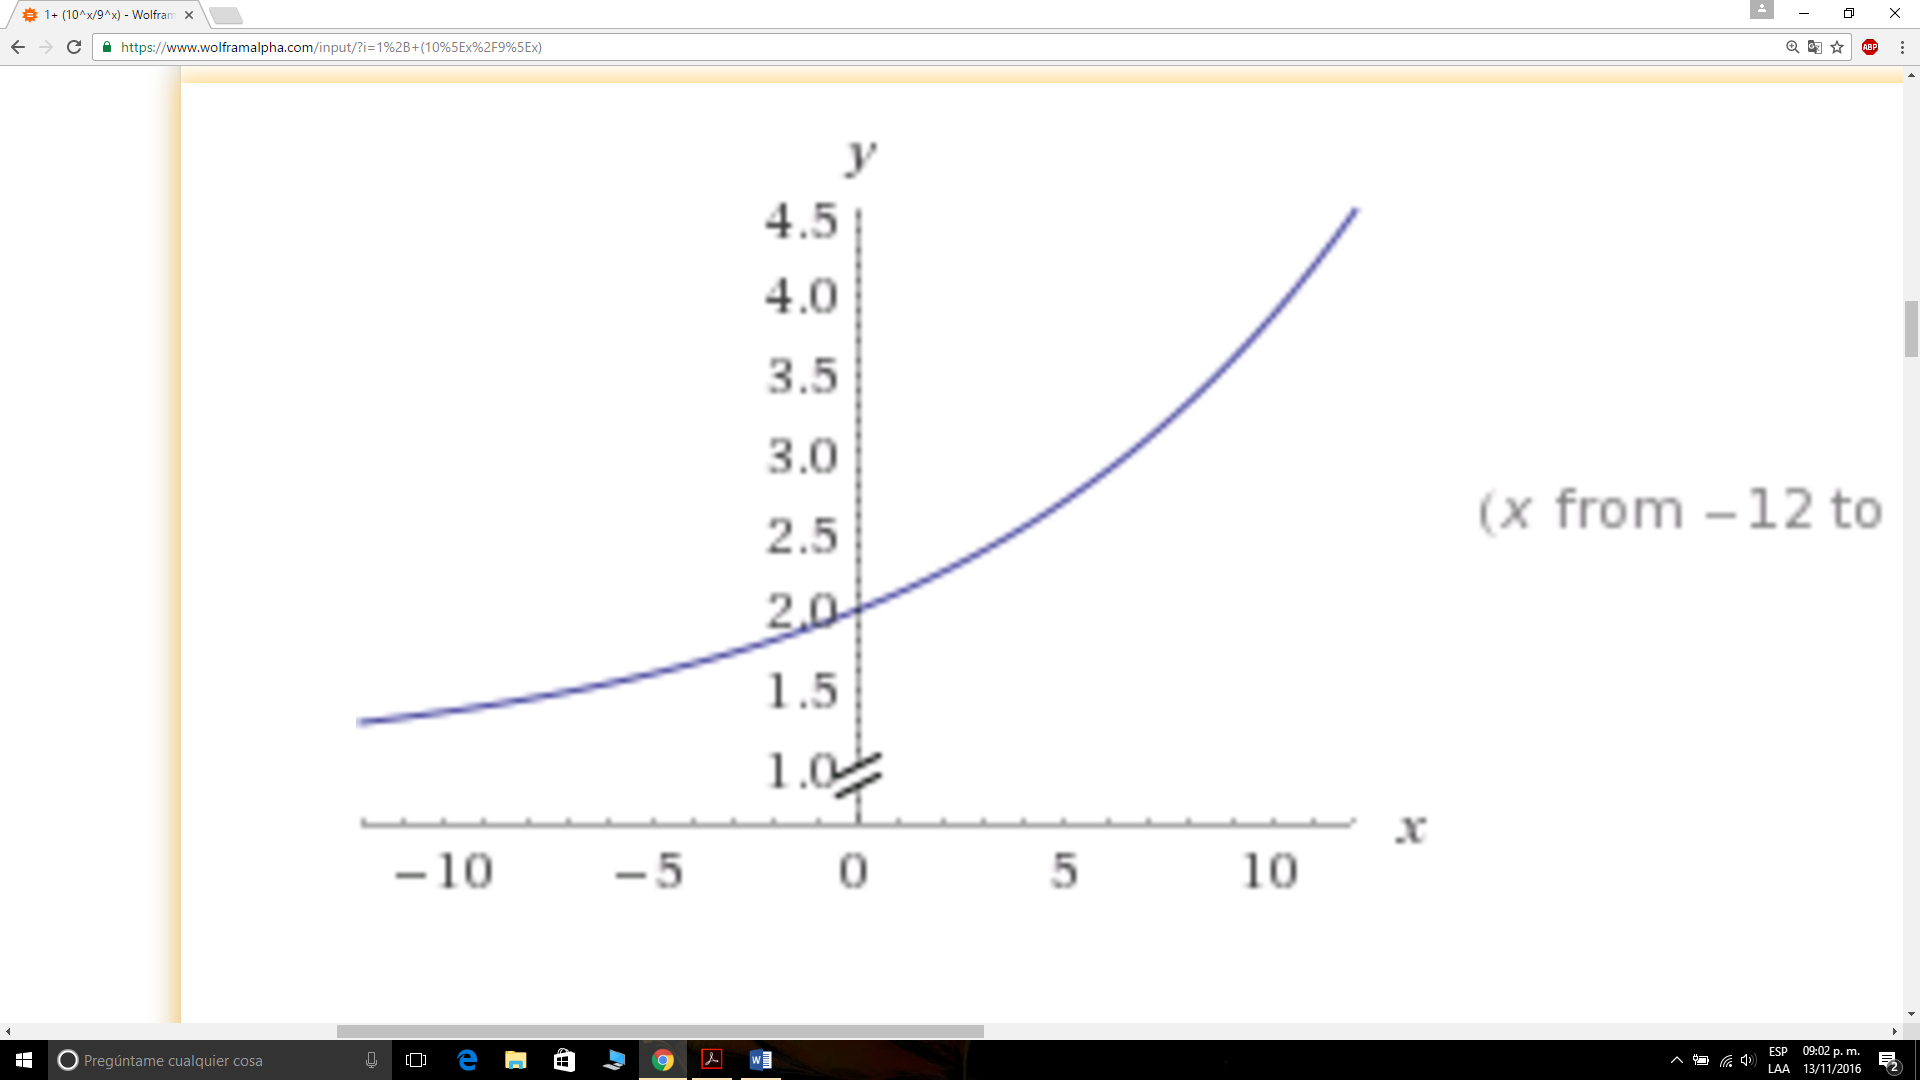 1+ (10^x/9^x) - Wolfram
https://www.wolframalpha.com/input/?i=1%2B+(10%5Ex%2F9%5Ex)
ABP
y
4.5
4.0
3.5
3.0
2.5
2.0
1.5
1.0
(x from −12 to
x
−10 −5 0 5 10
Pregúntame cualquier cosa
ESP 09:02 p. m.
LAA 13/11/2016
2